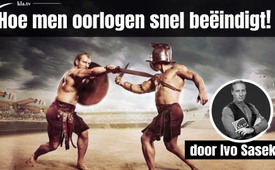 kla.tv
Hoe men oorlogen snel beëindigt!
door Ivo Sasek